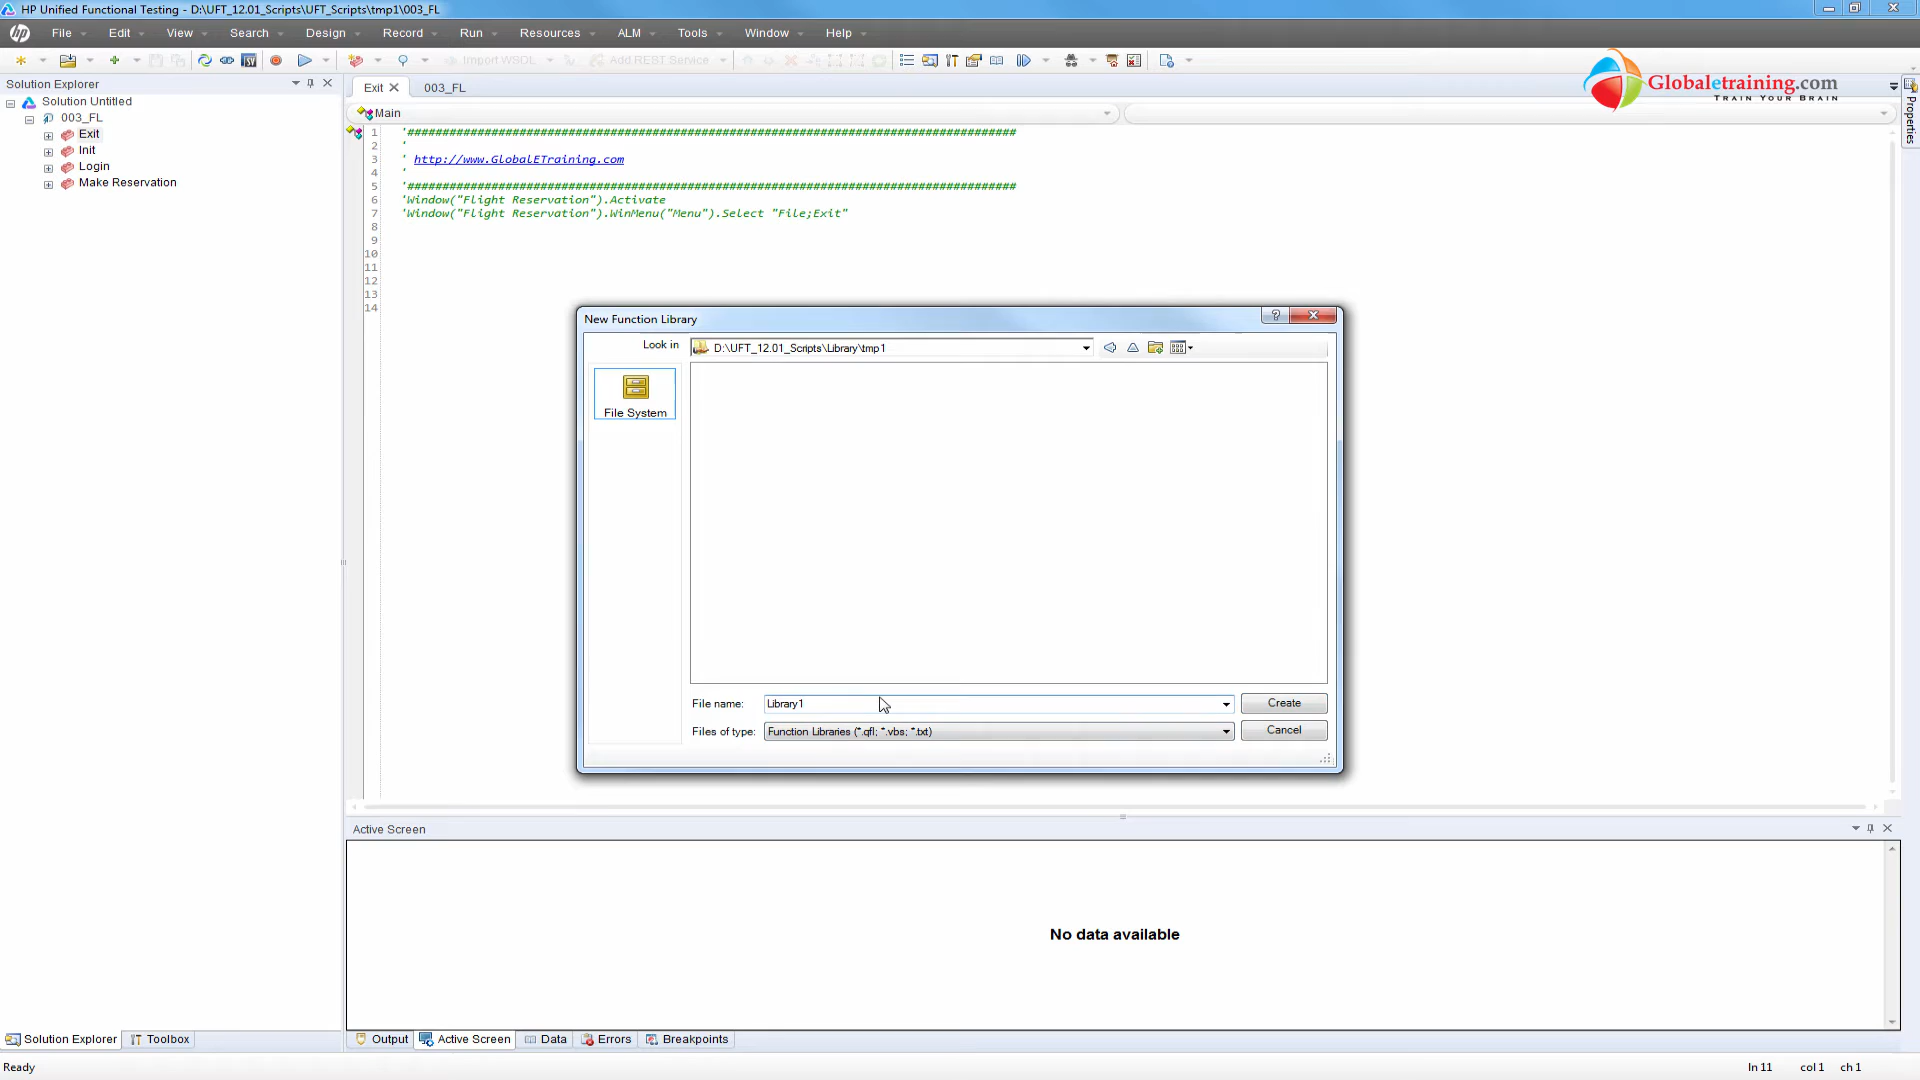 HP Unified Functional Testing - D:\UFT_12.01_Scripts\UFT_Scripts\tmp1\003_FL
File Edit View Search Design Record Run Resources ALM Tools Window Help
Import WSDL Add REST Service
Solution Explorer
Solution Untitled
003_FL
Exit
Init
Login
Make Reservation
Exit 003_FL
Globaletraining.com
TRAIN YOUR BRAIN
Properties
Main
1 '######################################################################################
2 '
3 ' http://www.GlobalETraining.com
4 '
5 '######################################################################################
6 'Window("Flight Reservation").Activate
7 'Window("Flight Reservation").WinMenu("Menu").Select "File;Exit"
8
9
10
11
12
13
14
New Function Library
Look in D:\UFT_12.01_Scripts\Library\tmp1
File System
File name: Library1 Create
Files of type: Function Libraries (*.qfl; *.vbs; *.txt) Cancel
Active Screen
No data available
Solution Explorer Toolbox
Output Active Screen Data Errors Breakpoints
Ready
ln 11 col 1 ch 1